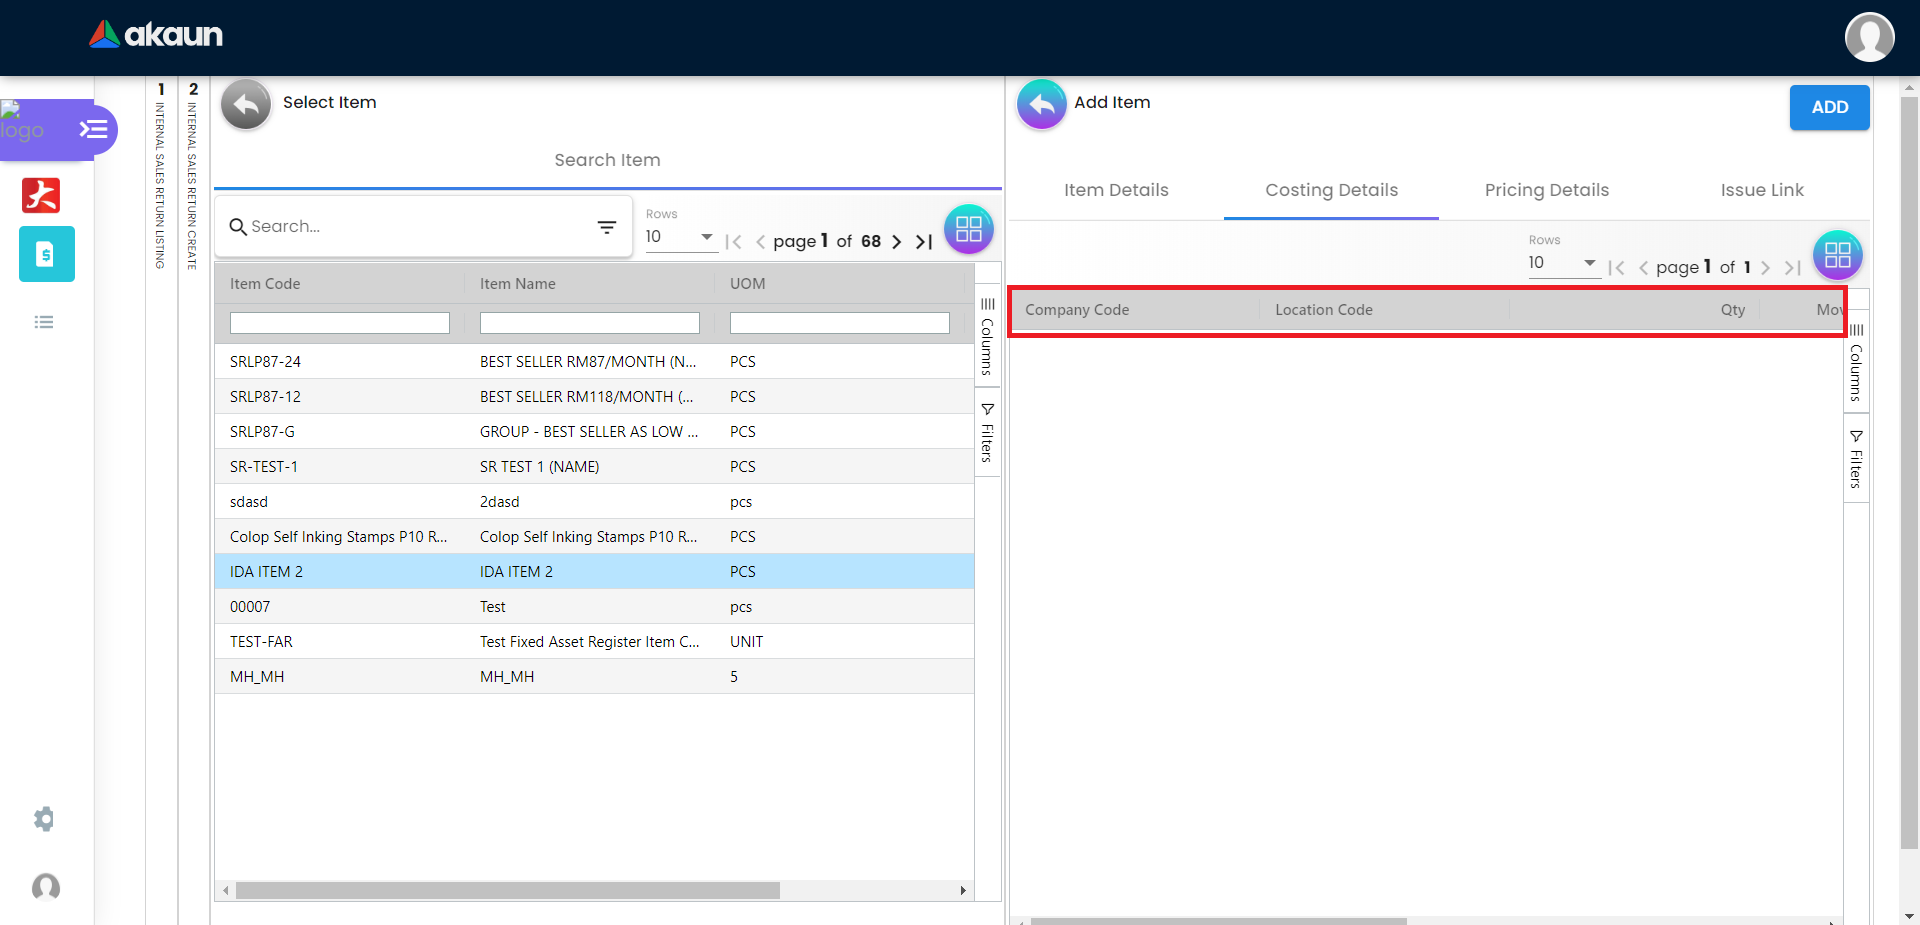 akaun
logo
1
INTERNAL SALES RETURN LISTING
2
INTERNAL SALES RETURN CREATE
Select Item
Search Item
Search...
Rows
10
page 1 of 68
Item Code Item Name UOM
SRLP87-24 BEST SELLER RM87/MONTH (N... PCS
SRLP87-12 BEST SELLER RM118/MONTH (... PCS
SRLP87-G GROUP - BEST SELLER AS LOW ... PCS
SR-TEST-1 SR TEST 1 (NAME) PCS
sdasd 2dasd pcs
Colop Self Inking Stamps P10 R... Colop Self Inking Stamps P10 R... PCS
IDA ITEM 2 IDA ITEM 2 PCS
00007 Test pcs
TEST-FAR Test Fixed Asset Register Item C... UNIT
MH_MH MH_MH 5
Columns
Filters
Add Item
ADD
Item Details Costing Details Pricing Details Issue Link
Rows
10
page 1 of 1
Company Code Location Code Qty
Columns
Filters